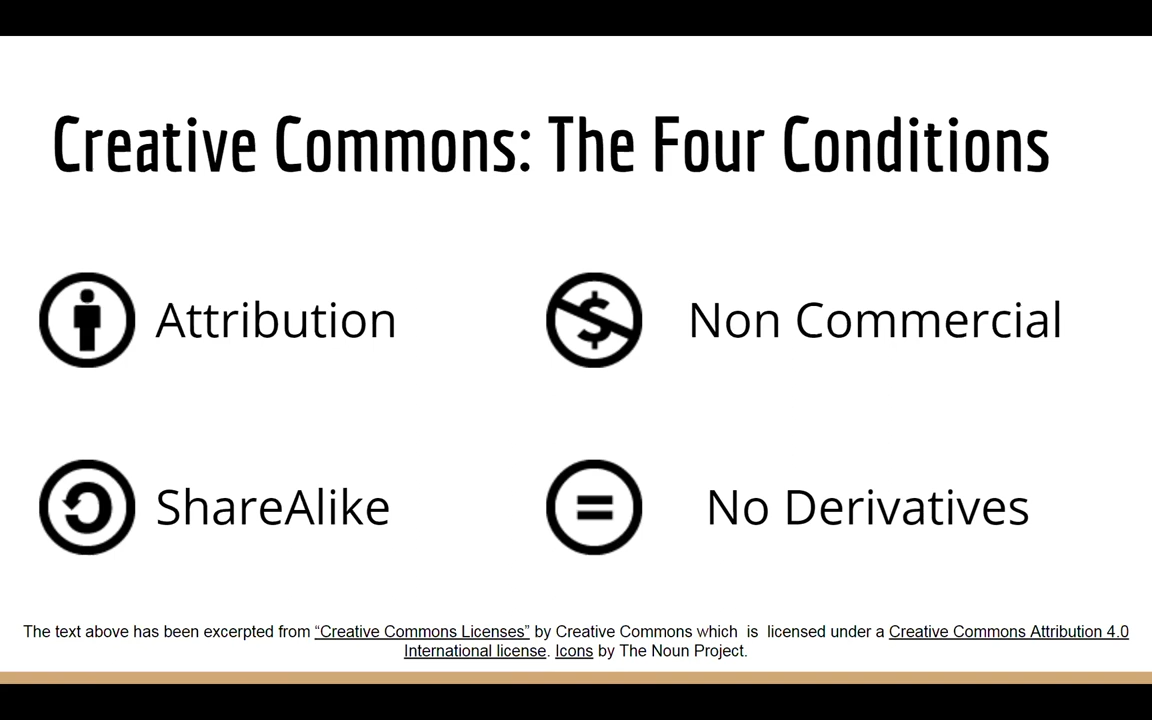 Creative Commons: The Four Conditions
Attribution
Non Commercial
ShareAlike
No Derivatives
The text above has been excerpted from “Creative Commons Licenses” by Creative Commons which is licensed under a Creative Commons Attribution 4.0
International license. Icons by The Noun Project.